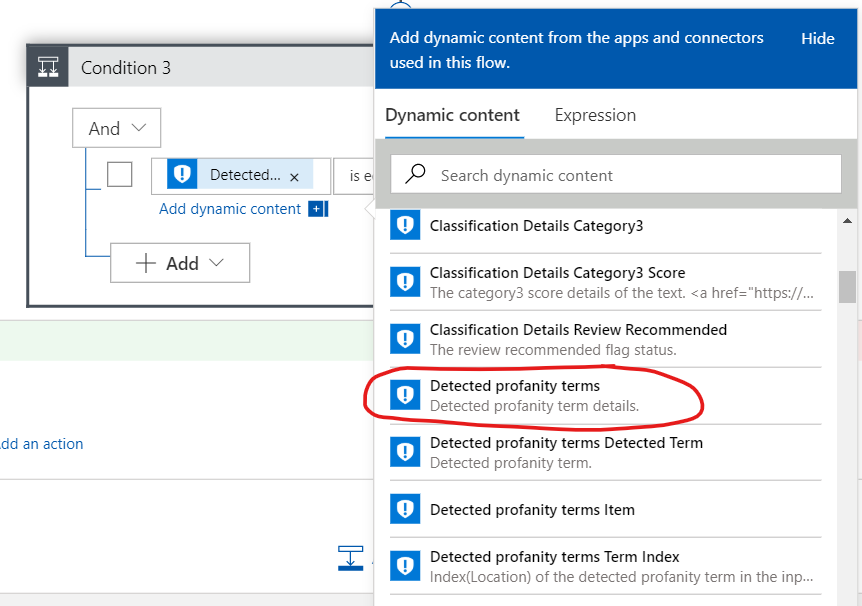 Condition 3
And
Detected... ×
is e
Add dynamic content
Add
dd an action
Add dynamic content from the apps and connectors
used in this flow.
Hide
Dynamic content
Expression
Search dynamic content
Classification Details Category3
Classification Details Category3 Score
The category3 score details of the text. <a href="https://...
Classification Details Review Recommended
The review recommended flag status.
Detected profanity terms
Detected profanity term details.
Detected profanity terms Detected Term
Detected profanity term.
Detected profanity terms Item
Detected profanity terms Term Index
Index(Location) of the detected profanity term in the inp...